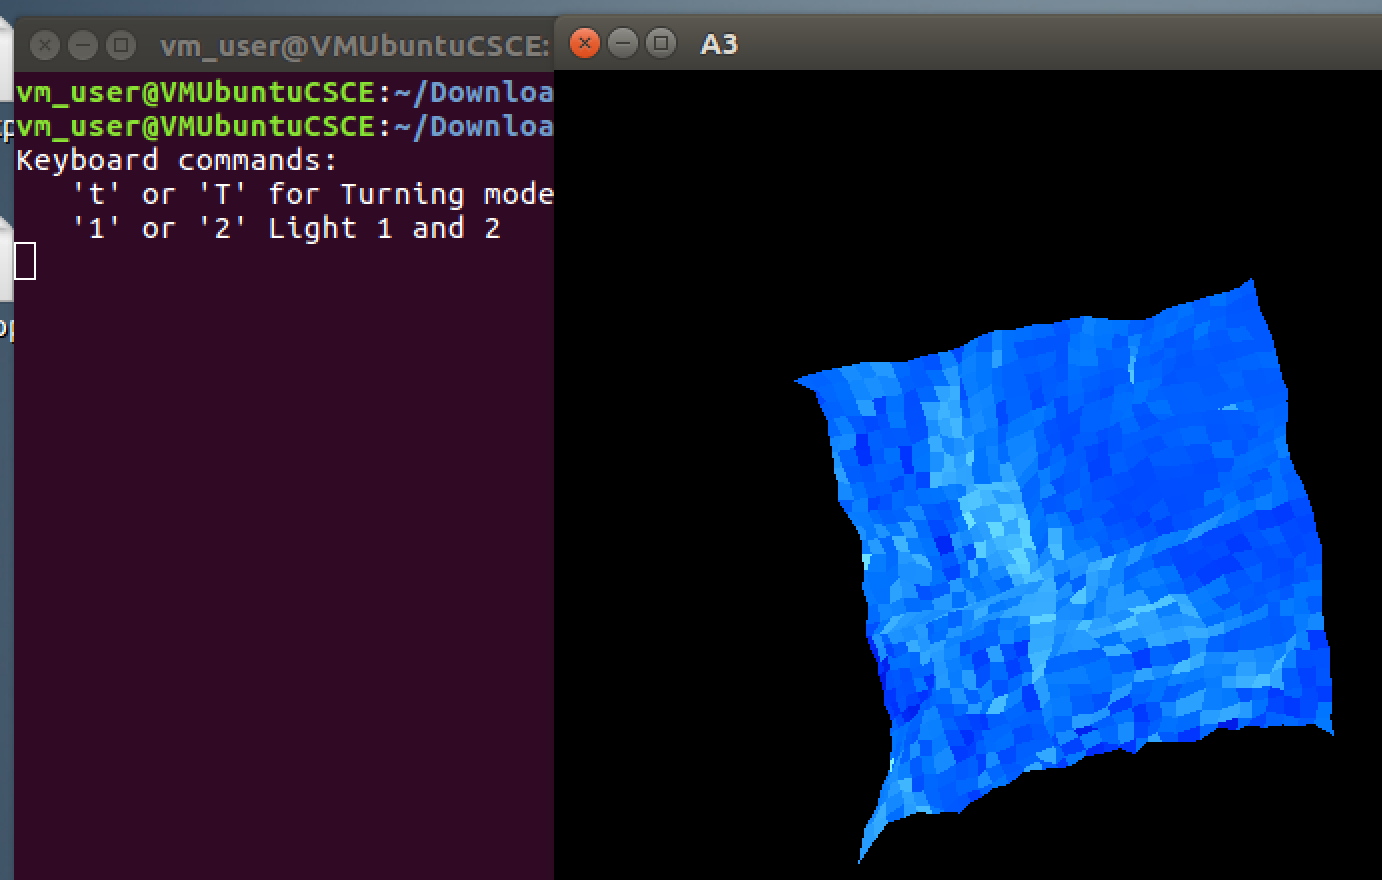 vm_user@VMUbuntuCSCE:
A3
vm_user@VMUbuntuCSCE:~/Downloa
vm_user@VMUbuntuCSCE:~/Downloa
Keyboard commands:
't' or 'T' for Turning mode
'1' or '2' Light 1 and 2